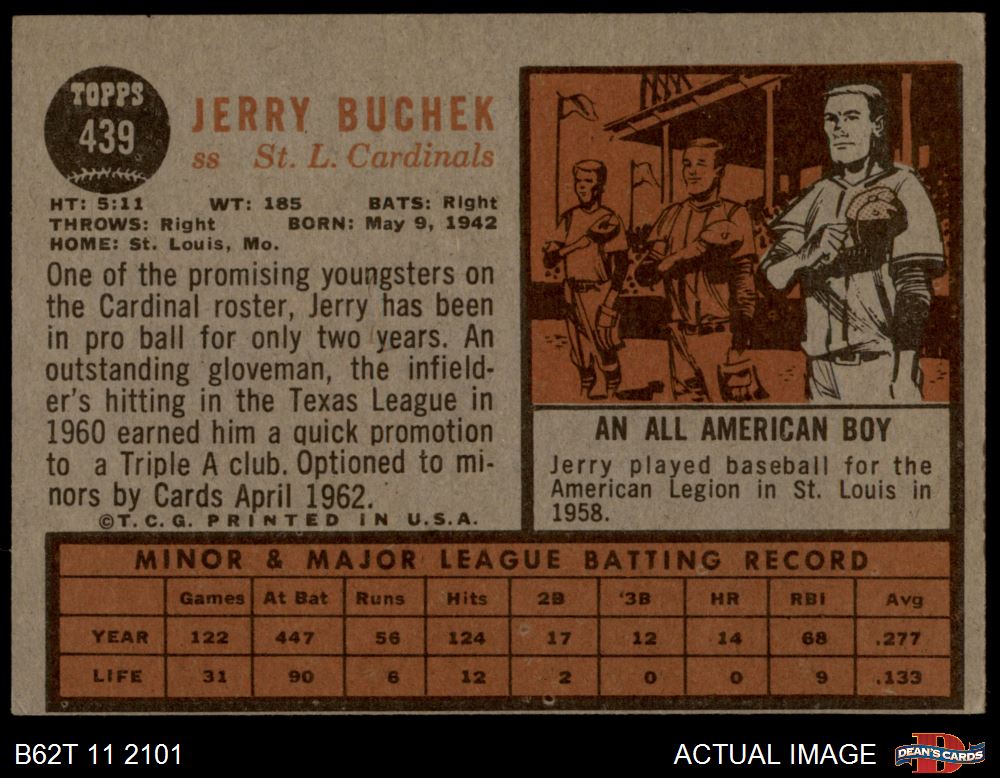 TOPPS
439
JERRY BUCHEK
SS St. L. Cardinals
HT: 5:11 WT: 185 BATS: Right
THROWS: Right BORN: May 9, 1942
HOME: St. Louis, Mo.
One of the promising youngsters on
the Cardinal roster, Jerry has been
in pro ball for only two years. An
outstanding gloveman, the infield-
er's hitting in the Texas League in
1960 earned him a quick promotion
to a Triple A club. Optioned to mi-
nors by Cards April 1962.
©T.C.G. PRINTED IN U.S.A.
AN ALL AMERICAN BOY
Jerry played baseball for the
American Legion in St. Louis in
1958.
MINOR & MAJOR LEAGUE BATTING RECORD
Games At Bat Runs Hits 2B '3B HR RBI Avg
YEAR 122 447 56 124 17 12 14 68 .277
LIFE 31 90 6 12 2 0 0 9 .133
B62T 11 2101
ACTUAL IMAGE
DEAN'S CARDS